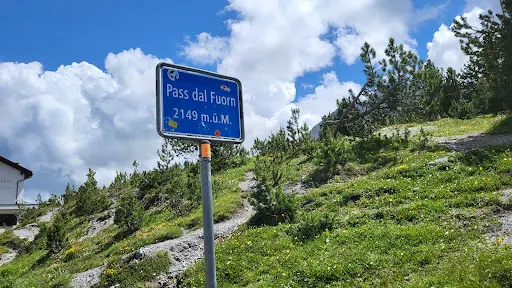 Pass dal Fuorn
2149 m.ü.M.